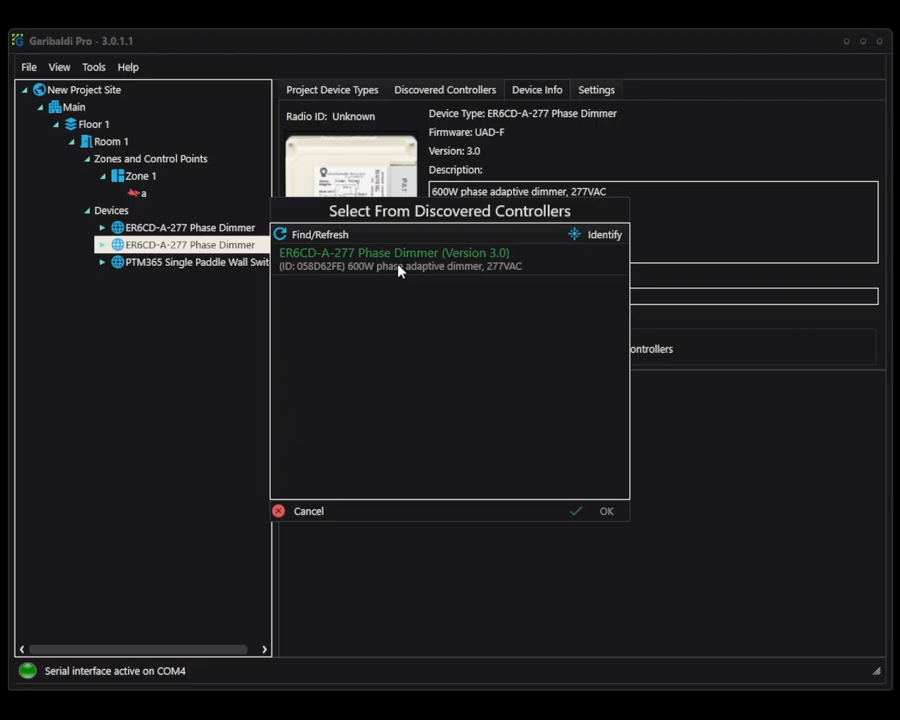 Garibaldi Pro - 3.0.1.1
File View Tools Help
New Project Site
Main
Floor 1
Room 1
Zones and Control Points
Zone 1
a
Devices
ER6CD-A-277 Phase Dimmer
ER6CD-A-277 Phase Dimmer
PTM365 Single Paddle Wall Swit
Project Device Types Discovered Controllers Device Info Settings
Radio ID: Unknown
Device Type: ER6CD-A-277 Phase Dimmer
Firmware: UAD-F
Version: 3.0
Description:
600W phase adaptive dimmer, 277VAC
Select From Discovered Controllers
Find/Refresh Identify
ER6CD-A-277 Phase Dimmer (Version 3.0)
(ID: 058D62FE) 600W phase adaptive dimmer, 277VAC
ontrollers
Cancel OK
Serial interface active on COM4